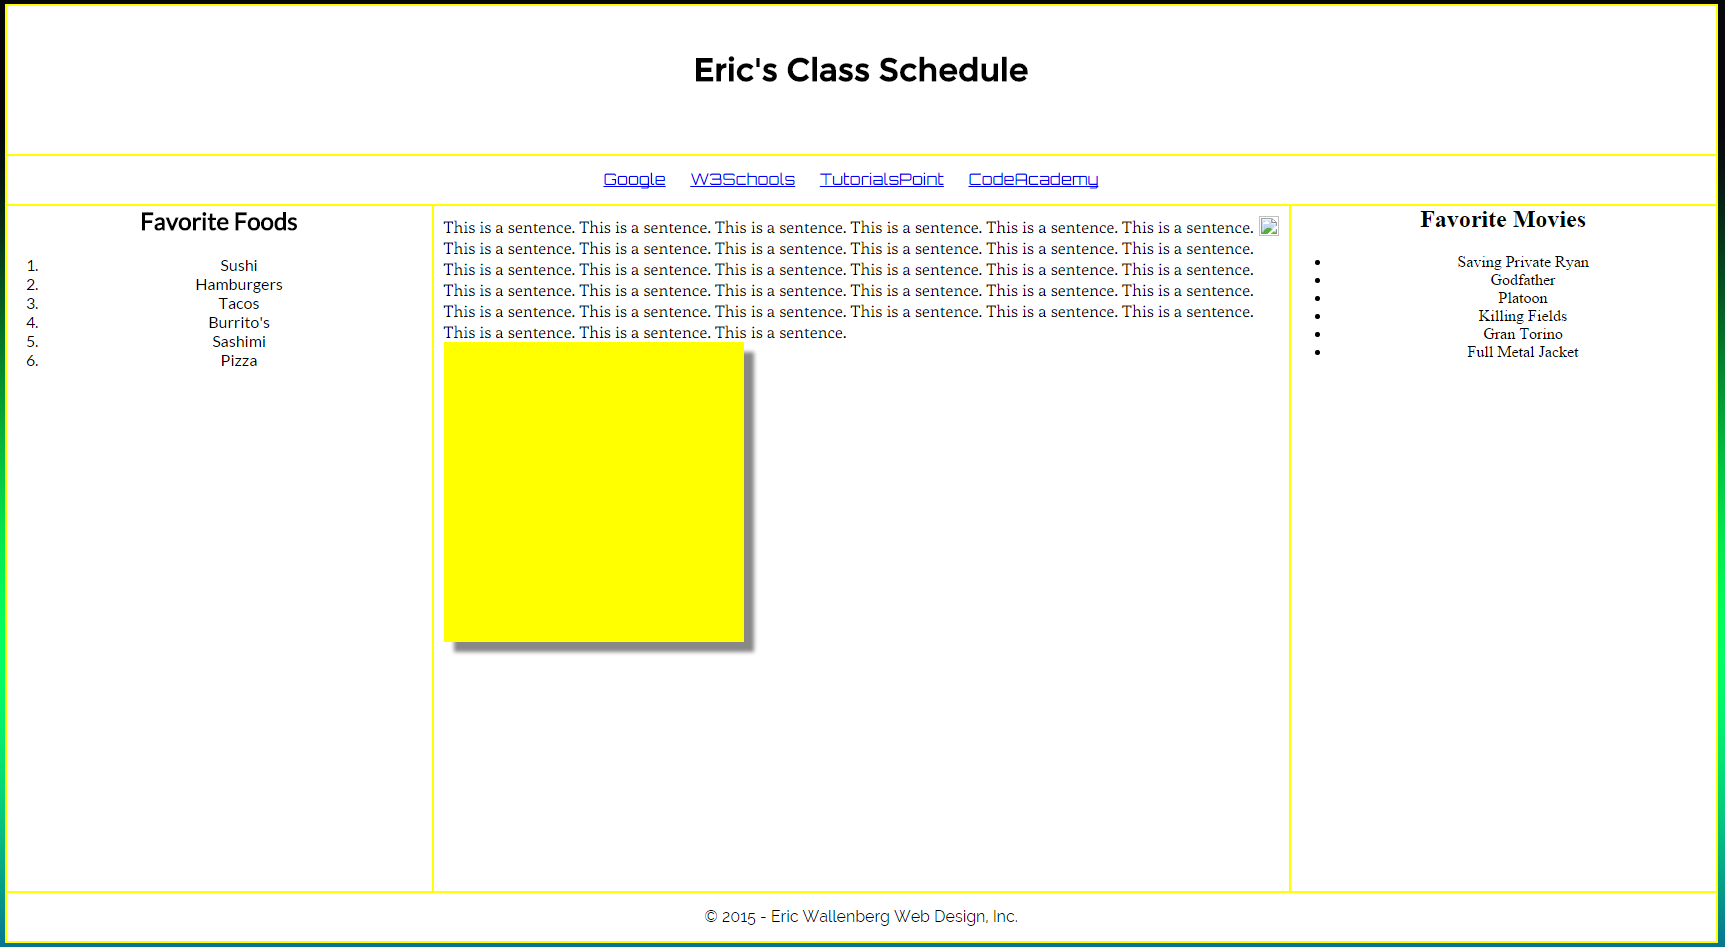 Eric's Class Schedule
Google W3Schools TutorialsPoint CodeAcademy
Favorite Foods
1. Sushi
2. Hamburgers
3. Tacos
4. Burrito's
5. Sashimi
6. Pizza
This is a sentence. This is a sentence. This is a sentence. This is a sentence. This is a sentence. This is a sentence.
This is a sentence. This is a sentence. This is a sentence. This is a sentence. This is a sentence. This is a sentence.
This is a sentence. This is a sentence. This is a sentence. This is a sentence. This is a sentence. This is a sentence.
This is a sentence. This is a sentence. This is a sentence. This is a sentence. This is a sentence. This is a sentence.
This is a sentence. This is a sentence. This is a sentence. This is a sentence. This is a sentence. This is a sentence.
This is a sentence. This is a sentence. This is a sentence.
Favorite Movies
• Saving Private Ryan
• Godfather
• Platoon
• Killing Fields
• Gran Torino
• Full Metal Jacket
© 2015 - Eric Wallenberg Web Design, Inc.